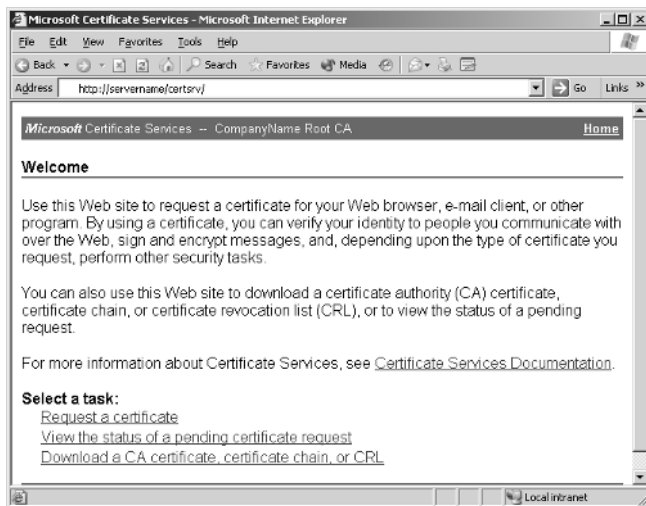 Microsoft Certificate Services - Microsoft Internet Explorer
File Edit View Favorites Tools Help
Back Search Favorites Media
Address http://servername/certsrv/ Go Links »
Microsoft Certificate Services -- CompanyName Root CA Home
Welcome
Use this Web site to request a certificate for your Web browser, e-mail client, or other
program. By using a certificate, you can verify your identity to people you communicate with
over the Web, sign and encrypt messages, and, depending upon the type of certificate you
request, perform other security tasks.
You can also use this Web site to download a certificate authority (CA) certificate,
certificate chain, or certificate revocation list (CRL), or to view the status of a pending
request.
For more information about Certificate Services, see Certificate Services Documentation.
Select a task:
Request a certificate
View the status of a pending certificate request
Download a CA certificate, certificate chain, or CRL
Local intranet